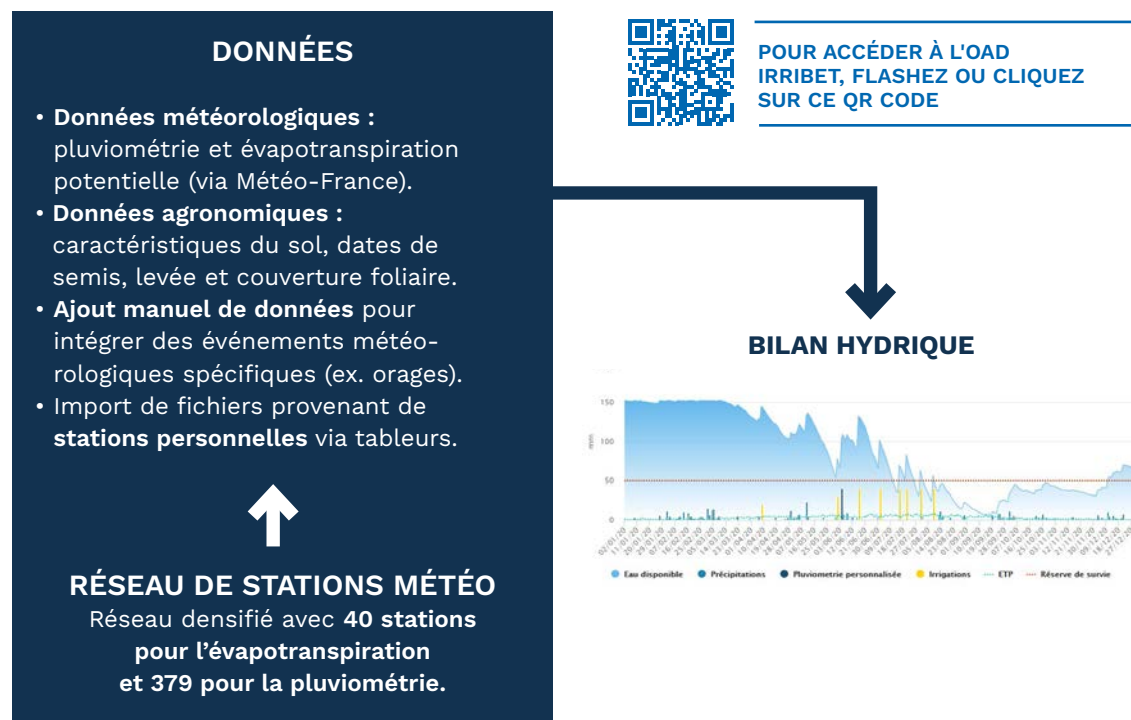 DONNÉES
• Données météorologiques :
pluviométrie et évapotranspiration
potentielle (via Météo-France).
• Données agronomiques :
caractéristiques du sol, dates de
semis, levée et couverture foliaire.
• Ajout manuel de données pour
intégrer des événements météo-
rologiques spécifiques (ex. orages).
• Import de fichiers provenant de
stations personnelles via tableurs.
RÉSEAU DE STATIONS MÉTÉO
Réseau densifié avec 40 stations
pour l’évapotranspiration
et 379 pour la pluviométrie.
POUR ACCÉDER À L'OAD
IRRIBET, FLASHEZ OU CLIQUEZ
SUR CE QR CODE
BILAN HYDRIQUE
150
mm
100
50
0
Eau disponible Précipitations Pluviometrie personnalisée Irrigations ETP Réserve de survie